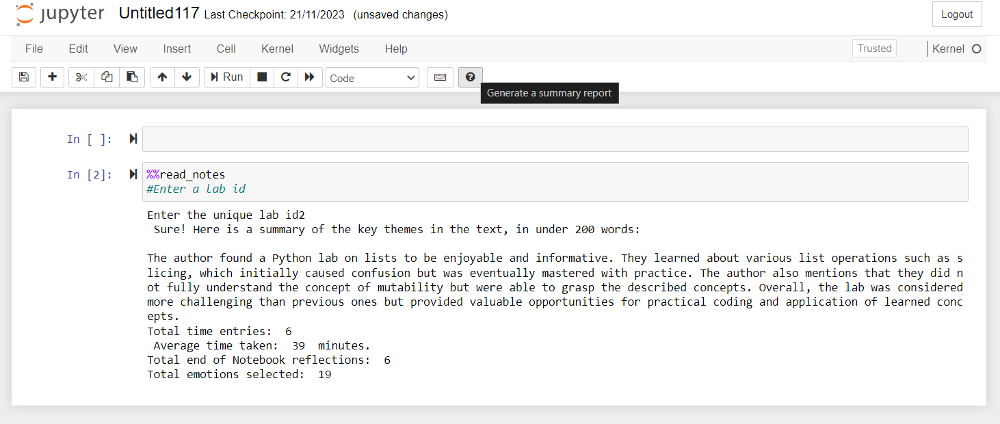 jupyter Untitled117 Last Checkpoint: 21/11/2023 (unsaved changes) Logout
File Edit View Insert Cell Kernel Widgets Help Trusted Kernel
Run Code
Generate a summary report
In [ ]:
In [2]: %%read_notes
#Enter a lab id
Enter the unique lab id2
Sure! Here is a summary of the key themes in the text, in under 200 words:
The author found a Python lab on lists to be enjoyable and informative. They learned about various list operations such as s
licing, which initially caused confusion but was eventually mastered with practice. The author also mentions that they did n
ot fully understand the concept of mutability but were able to grasp the described concepts. Overall, the lab was considered
more challenging than previous ones but provided valuable opportunities for practical coding and application of learned conc
epts.
Total time entries: 6
Average time taken: 39 minutes.
Total end of Notebook reflections: 6
Total emotions selected: 19